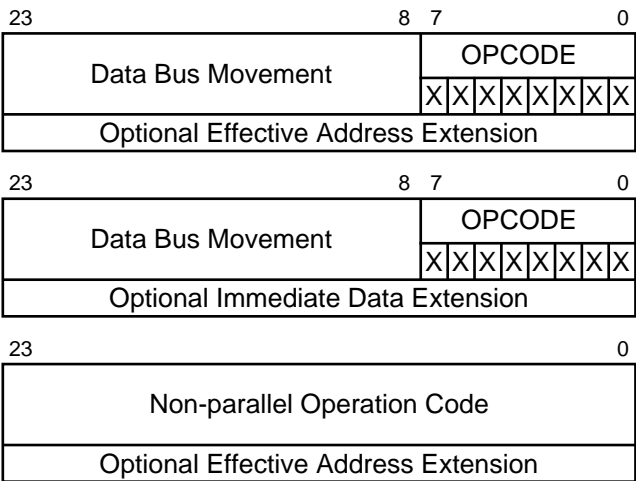 23 8 7 0
OPCODE
Data Bus Movement
X X X X X X X X
Optional Effective Address Extension
23 8 7 0
OPCODE
Data Bus Movement
X X X X X X X X
Optional Immediate Data Extension
23 0
Non-parallel Operation Code
Optional Effective Address Extension